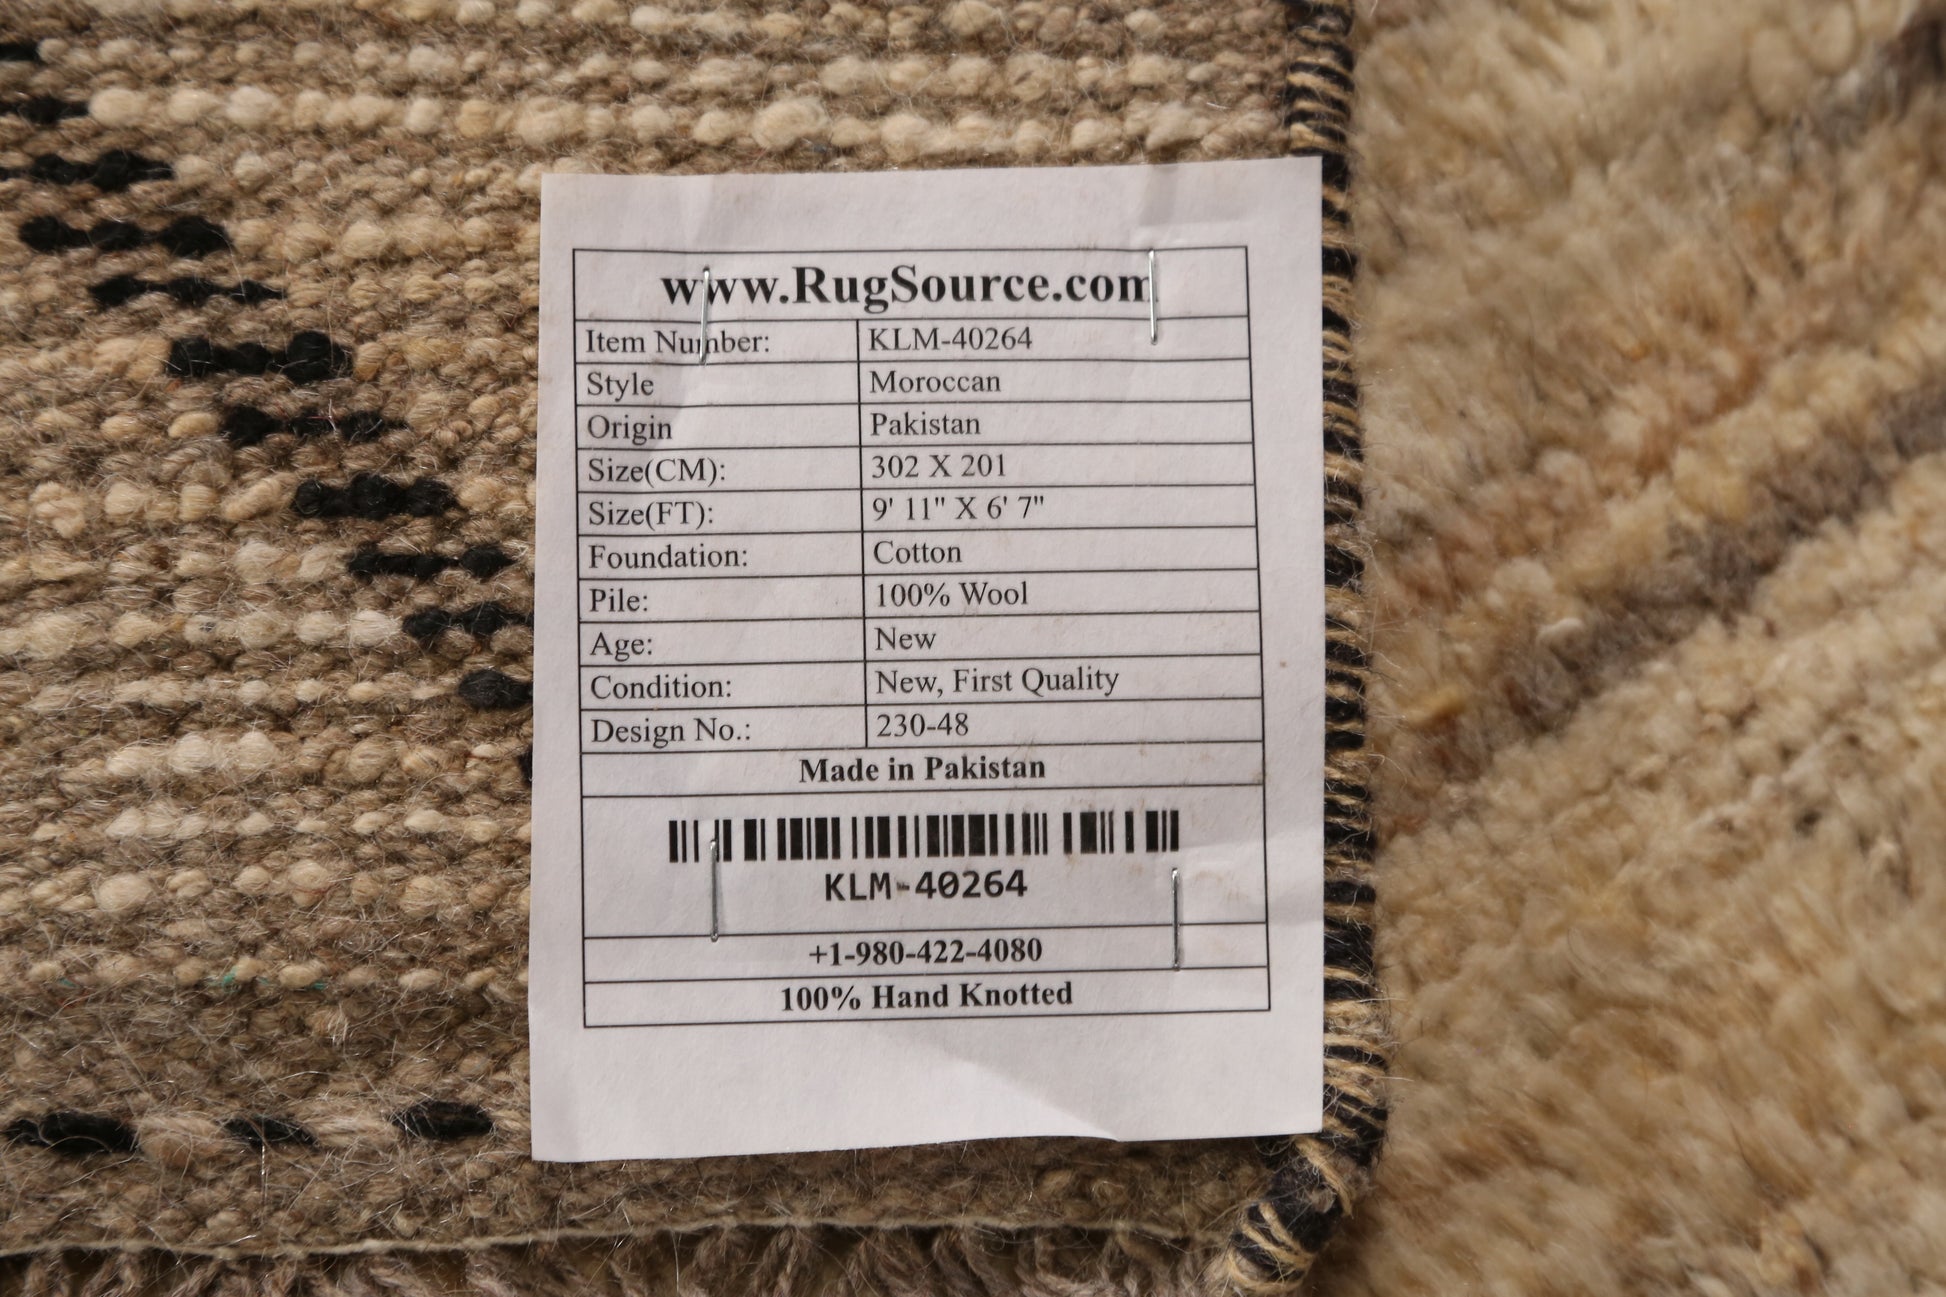 www.RugSource.com
Item Number: KLM-40264
Style Moroccan
Origin Pakistan
Size(CM): 302 X 201
Size(FT): 9' 11" X 6' 7"
Foundation: Cotton
Pile: 100% Wool
Age: New
Condition: New, First Quality
Design No.: 230-48
Made in Pakistan
KLM-40264
+1-980-422-4080
100% Hand Knotted